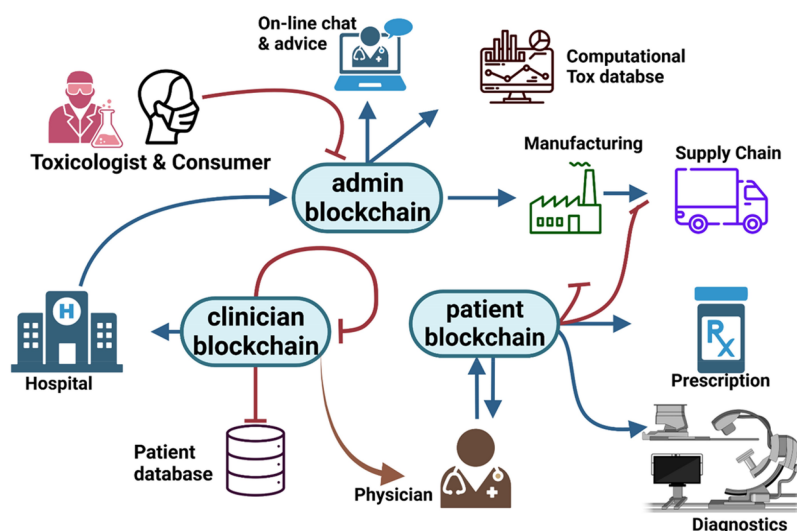 On-line chat
& advice
Computational
Tox databse
Toxicologist & Consumer
Manufacturing
Supply Chain
admin
blockchain
H
Hospital
clinician
blockchain
patient
blockchain
Rx
Prescription
Patient
database
Physician
Diagnostics